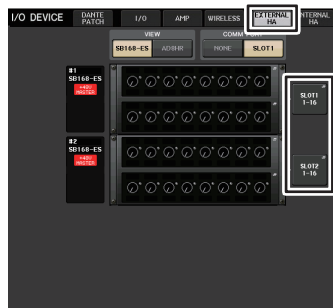 I/O DEVICE
DANTE PATCH
I/O
AMP
WIRELESS
EXTERNAL HA
INTERNAL HA
VIEW
COMM PORT
SB168-ES
AD8HR
NONE
SLOT1
#1
SB168-ES
+48V
MASTER
SLOT1
1-16
#2
SB168-ES
+48V
MASTER
SLOT2
1-16